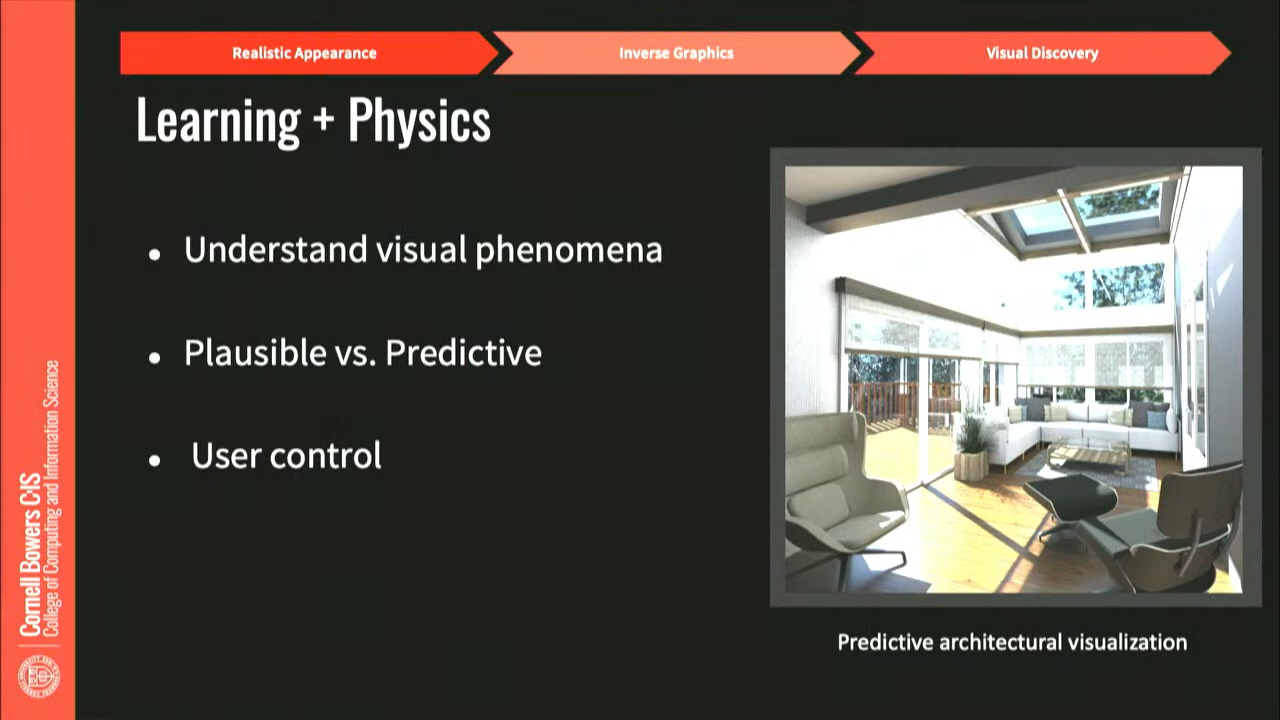 Realistic Appearance
Inverse Graphics
Visual Discovery
Learning + Physics
• Understand visual phenomena
• Plausible vs. Predictive
• User control
Predictive architectural visualization
Cornell Bowers CIS
College of Computing and Information Science